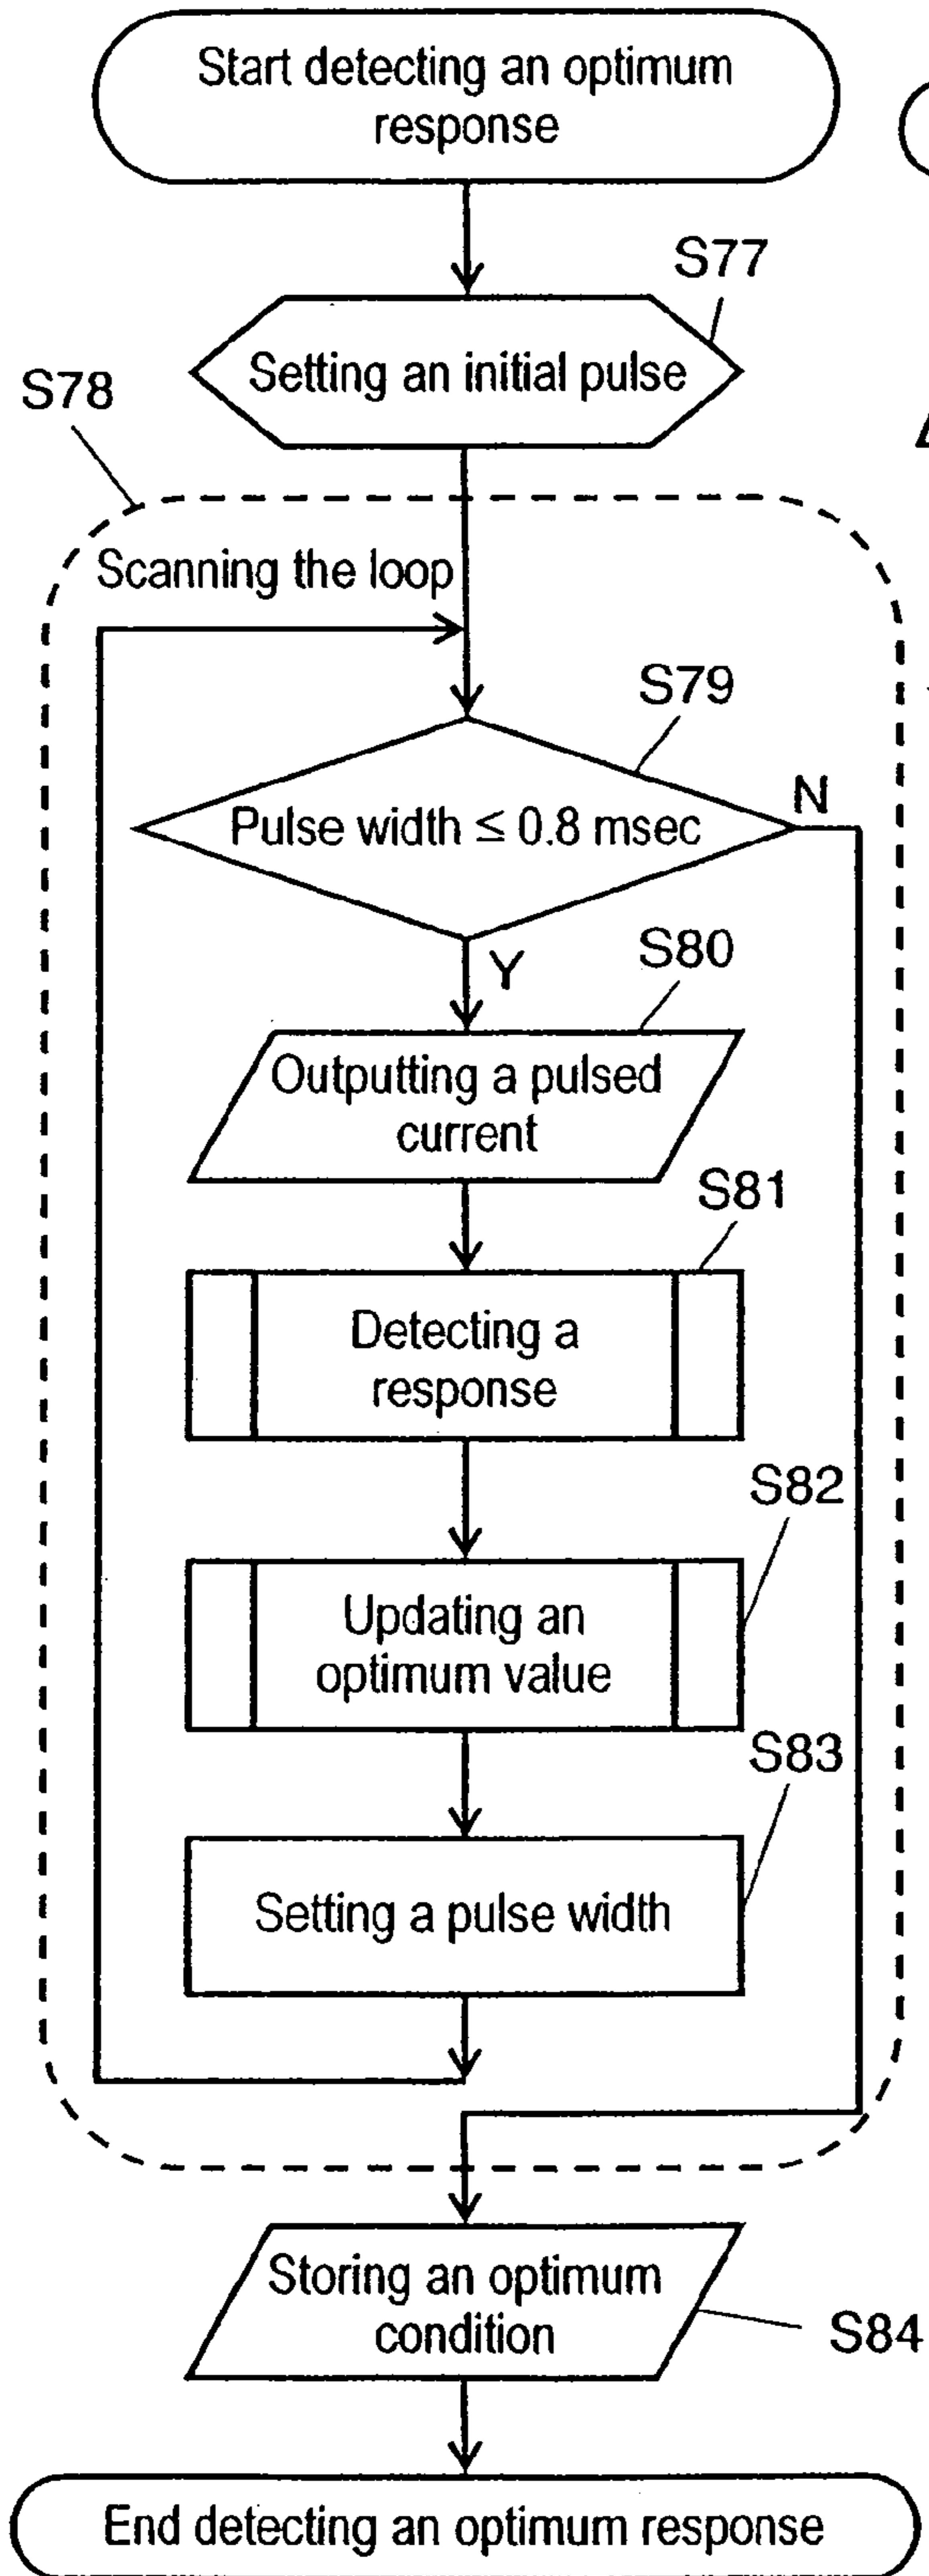 Start detecting an optimum
response
S77
Setting an initial pulse
S78
Scanning the loop
S79
Pulse width ≤ 0.8 msec
N
Y
S80
Outputting a pulsed
current
S81
Detecting a
response
S82
Updating an
optimum value
S83
Setting a pulse width
Storing an optimum
condition
S84
End detecting an optimum response